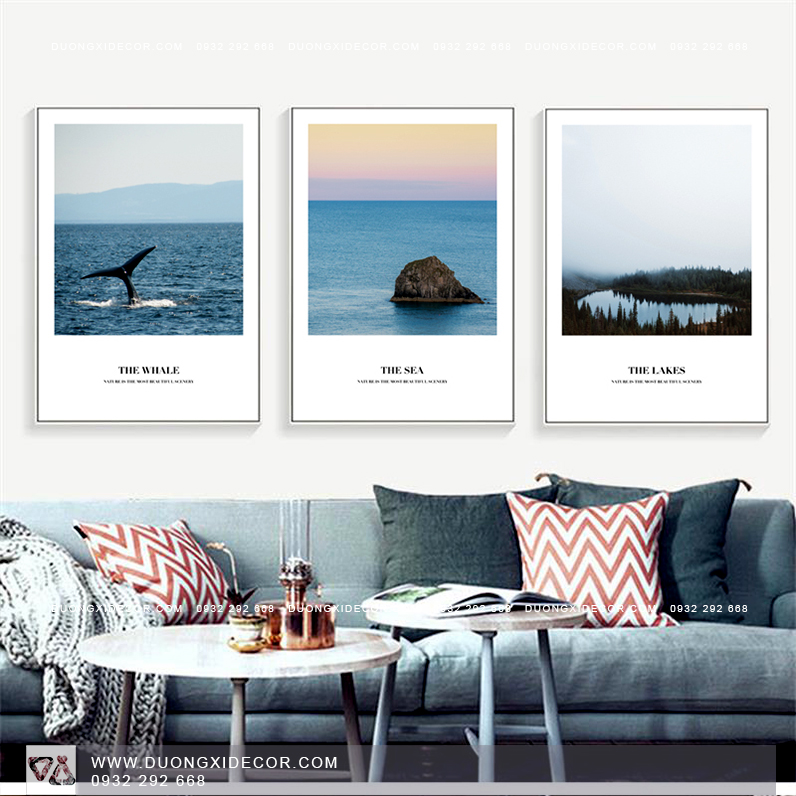 DUONGXIDECOR.COM 0932 292 668 DUONGXIDECOR.COM 0932 292 668 DUONGXIDECOR.COM 0932 292 668
THE WHALE
NATURE IS THE MOST BEAUTIFUL SCENERY
THE SEA
NATURE IS THE MOST BEAUTIFUL SCENERY
THE LAKES
NATURE IS THE MOST BEAUTIFUL SCENERY
DUONGXIDECOR.COM 0932 292 668 DUONGXIDECOR.COM 0932 292 668 DUONGXIDECOR.COM 0932 292 668
WWW.DUONGXIDECOR.COM
0932 292 668